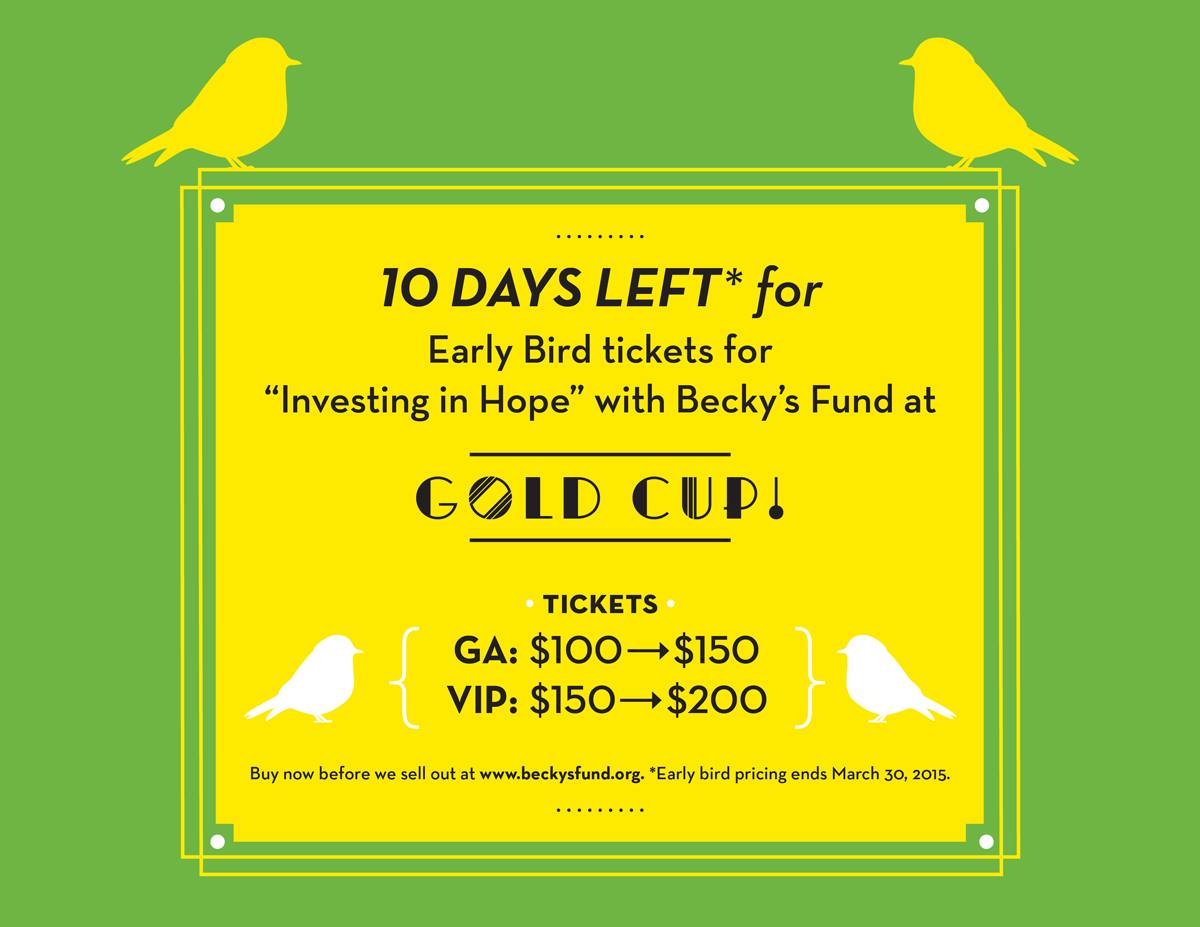 10 DAYS LEFT* for
Early Bird tickets for
“Investing in Hope” with Becky’s Fund at
GOLD CUP!
• TICKETS •
GA: $100→$150
VIP: $150→$200
Buy now before we sell out at www.beckysfund.org. *Early bird pricing ends March 30, 2015.